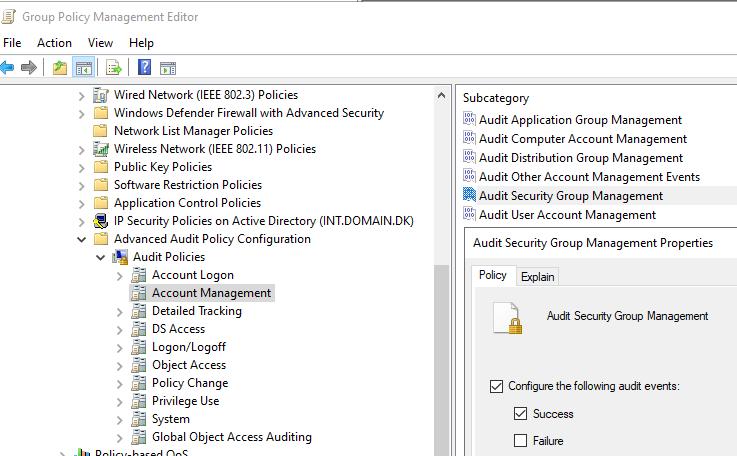 Group Policy Management Editor
File Action View Help
Wired Network (IEEE 802.3) Policies
Windows Defender Firewall with Advanced Security
Network List Manager Policies
Wireless Network (IEEE 802.11) Policies
Public Key Policies
Software Restriction Policies
Application Control Policies
IP Security Policies on Active Directory (INT.DOMAIN.DK)
Advanced Audit Policy Configuration
Audit Policies
Account Logon
Account Management
Detailed Tracking
DS Access
Logon/Logoff
Object Access
Policy Change
Privilege Use
System
Global Object Access Auditing
Policy-based QoS
Subcategory
Audit Application Group Management
Audit Computer Account Management
Audit Distribution Group Management
Audit Other Account Management Events
Audit Security Group Management
Audit User Account Management
Audit Security Group Management Properties
Policy Explain
Audit Security Group Management
Configure the following audit events:
Success
Failure